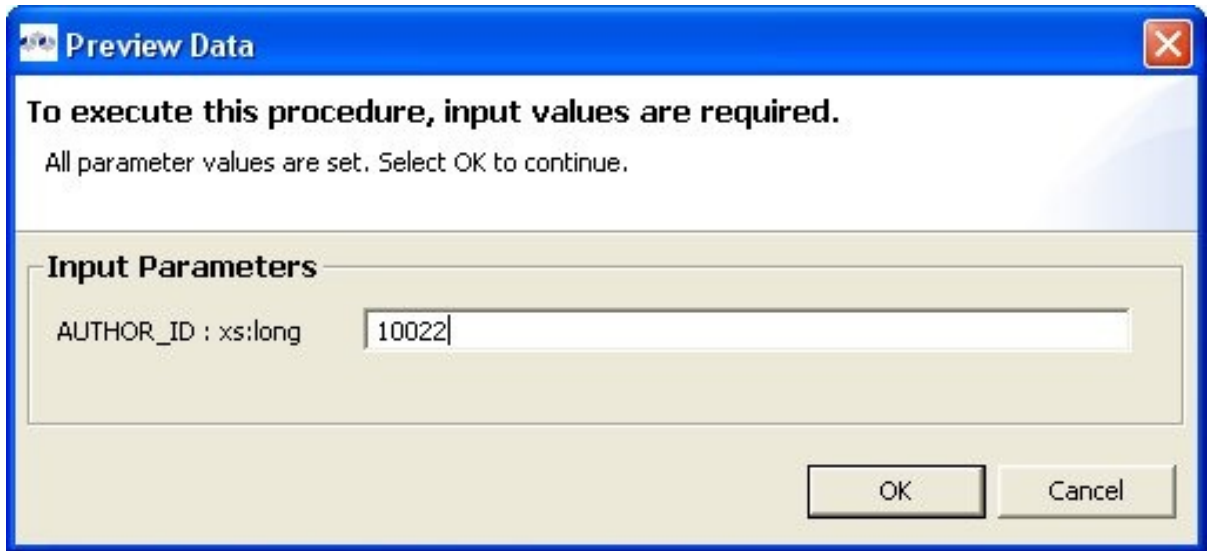 Preview Data
To execute this procedure, input values are required.
All parameter values are set. Select OK to continue.
Input Parameters
AUTHOR_ID : xs:long 10022
OK Cancel